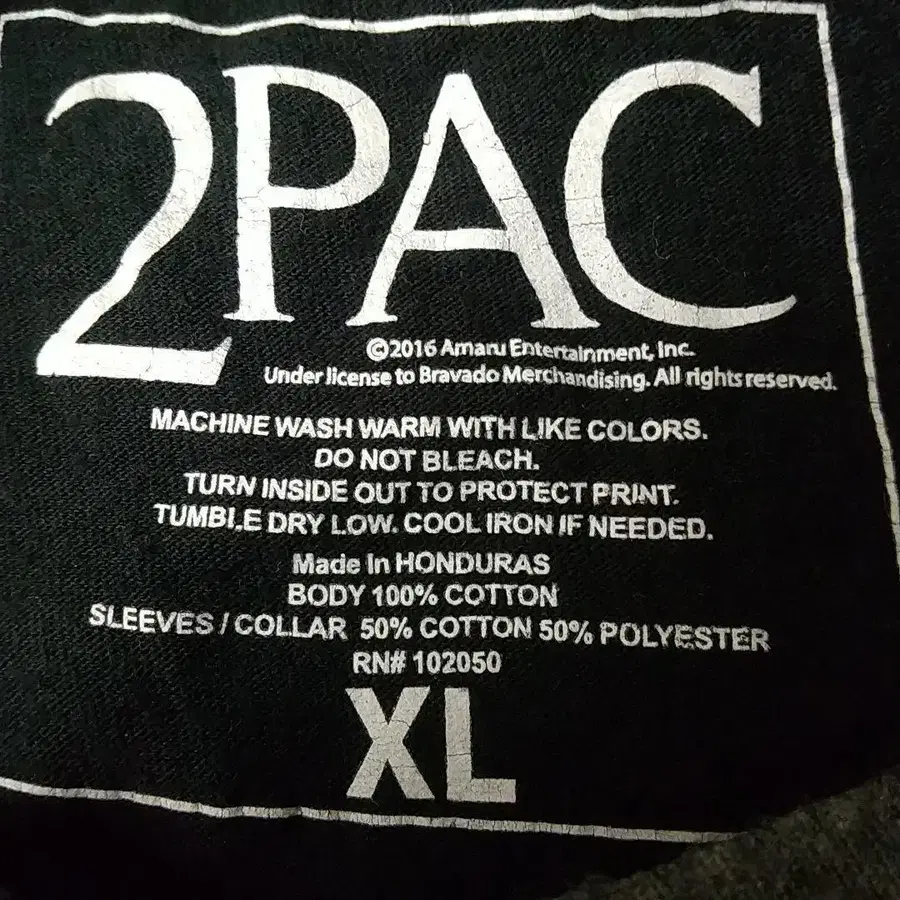 2PAC
©2016 Amaru Entertainment, Inc.
Under license to Bravado Merchandising. All rights reserved.
MACHINE WASH WARM WITH LIKE COLORS.
DO NOT BLEACH.
TURN INSIDE OUT TO PROTECT PRINT.
TUMBLE DRY LOW. COOL IRON IF NEEDED.
Made In HONDURAS
BODY 100% COTTON
SLEEVES / COLLAR 50% COTTON 50% POLYESTER
RN# 102050
XL